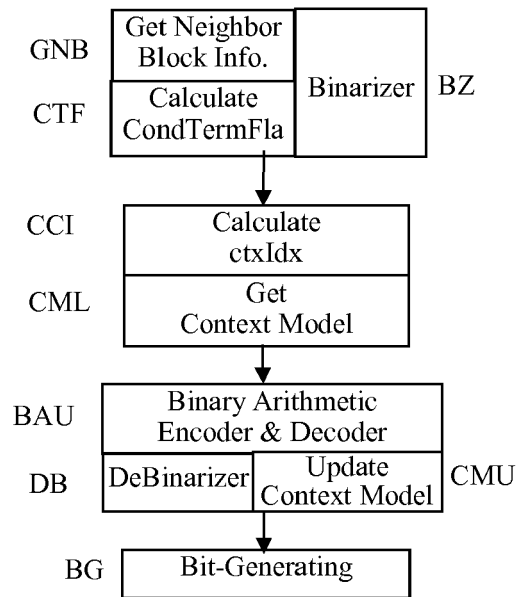 GNB
Get Neighbor
Block Info.
Binarizer
BZ
CTF
Calculate
CondTermFla
CCI
Calculate
ctxIdx
CML
Get
Context Model
BAU
Binary Arithmetic
Encoder & Decoder
DB
DeBinarizer
Update
Context Model
CMU
BG
Bit-Generating